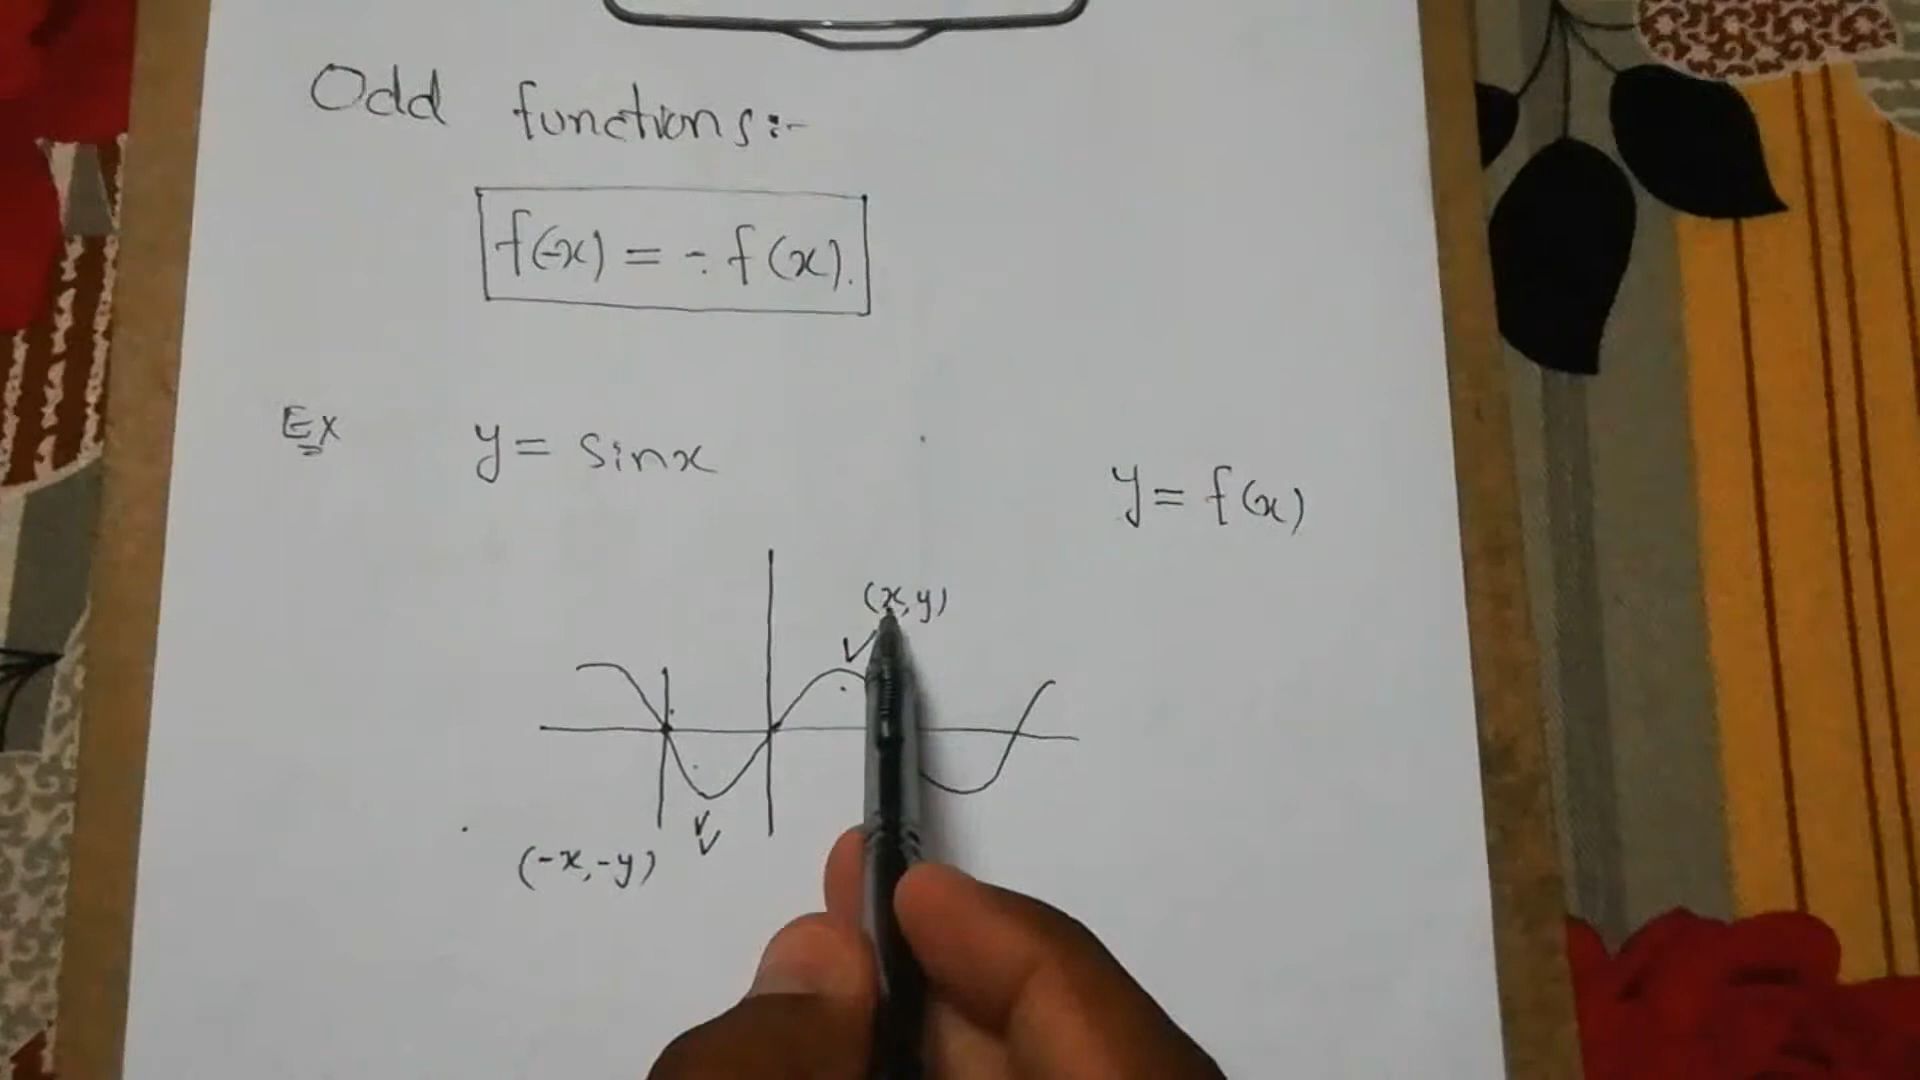 Odd functions:-
f(-x) = - f(x).
Ex y = sinx
y = f(x)
(x, y)
(-x, -y)